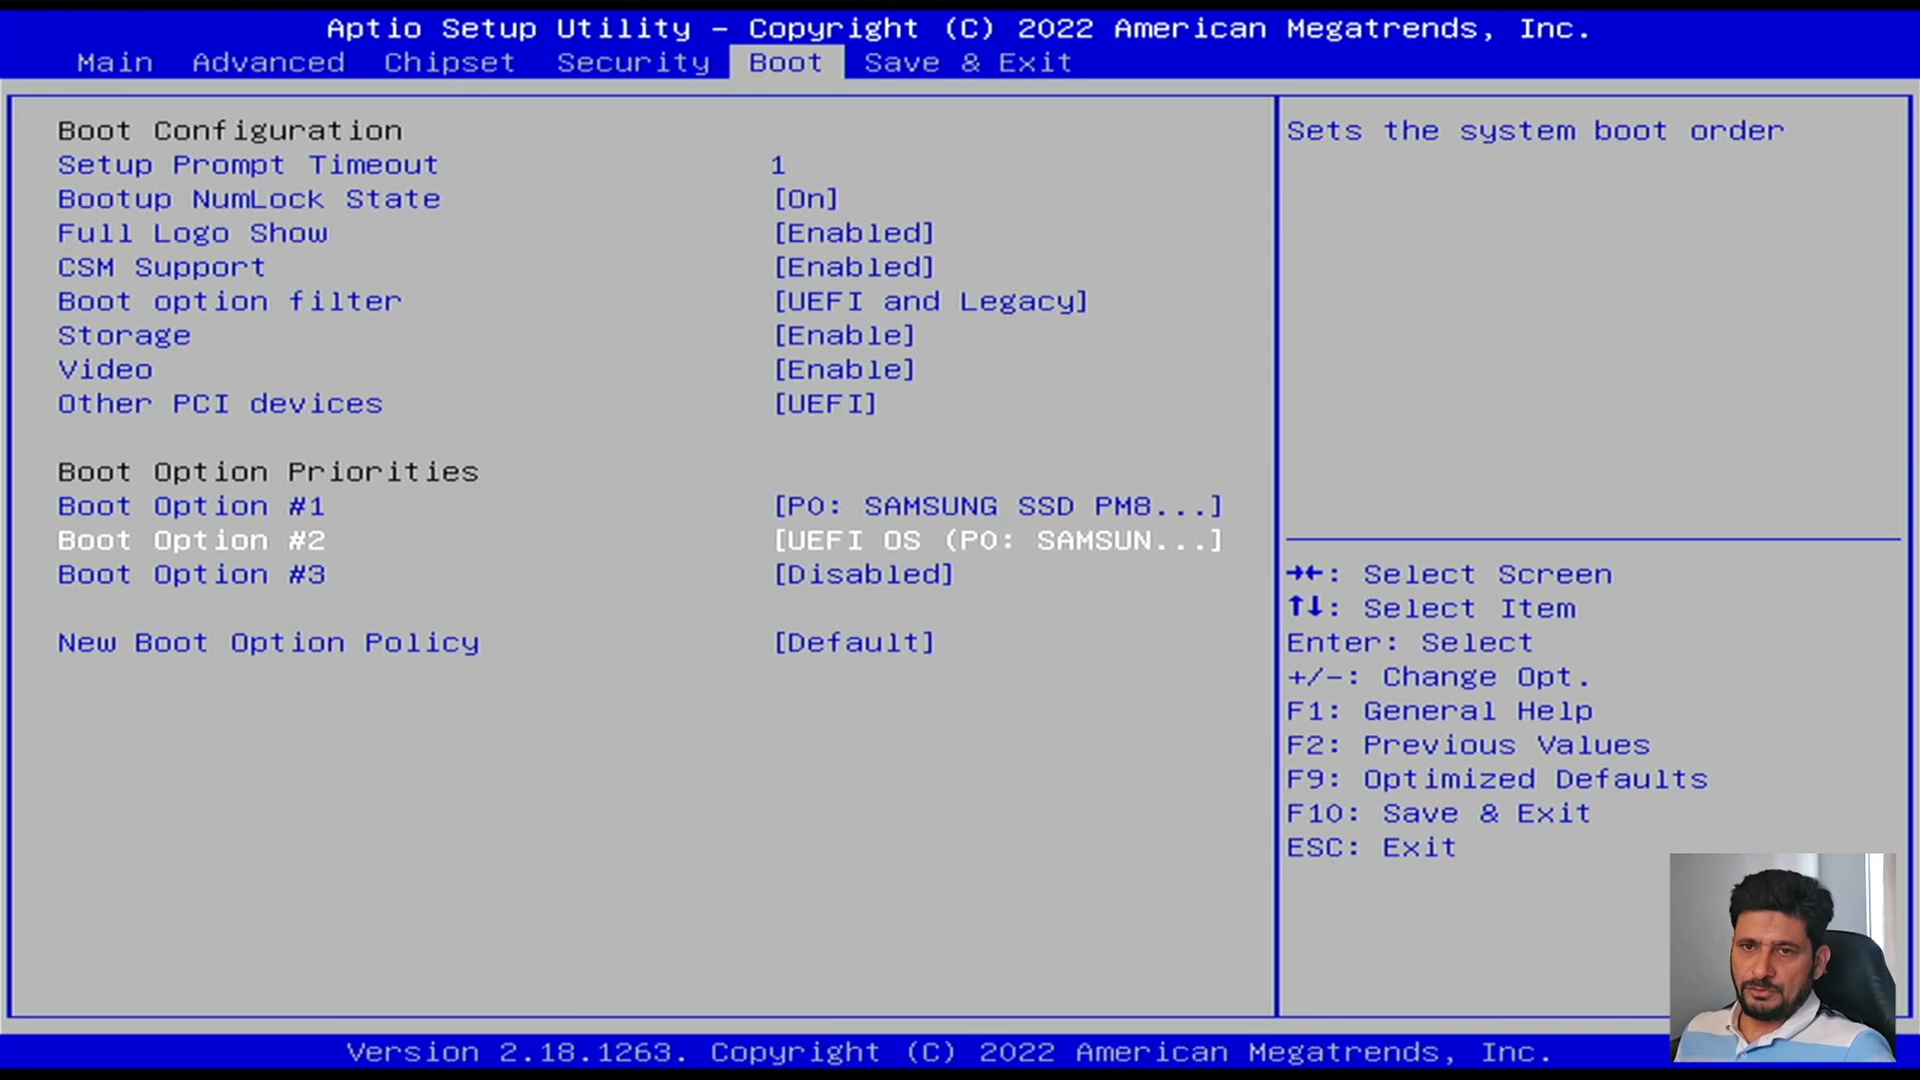 Aptio Setup Utility – Copyright (C) 2022 American Megatrends, Inc.
Main Advanced Chipset Security Boot Save & Exit
Boot Configuration
Setup Prompt Timeout 1
Bootup NumLock State [On]
Full Logo Show [Enabled]
CSM Support [Enabled]
Boot option filter [UEFI and Legacy]
Storage [Enable]
Video [Enable]
Other PCI devices [UEFI]
Boot Option Priorities
Boot Option #1 [P0: SAMSUNG SSD PM8...]
Boot Option #2 [UEFI OS (P0: SAMSUN...]
Boot Option #3 [Disabled]
New Boot Option Policy [Default]
Sets the system boot order
→←: Select Screen
↑↓: Select Item
Enter: Select
+/-: Change Opt.
F1: General Help
F2: Previous Values
F9: Optimized Defaults
F10: Save & Exit
ESC: Exit
Version 2.18.1263. Copyright (C) 2022 American Megatrends, Inc.